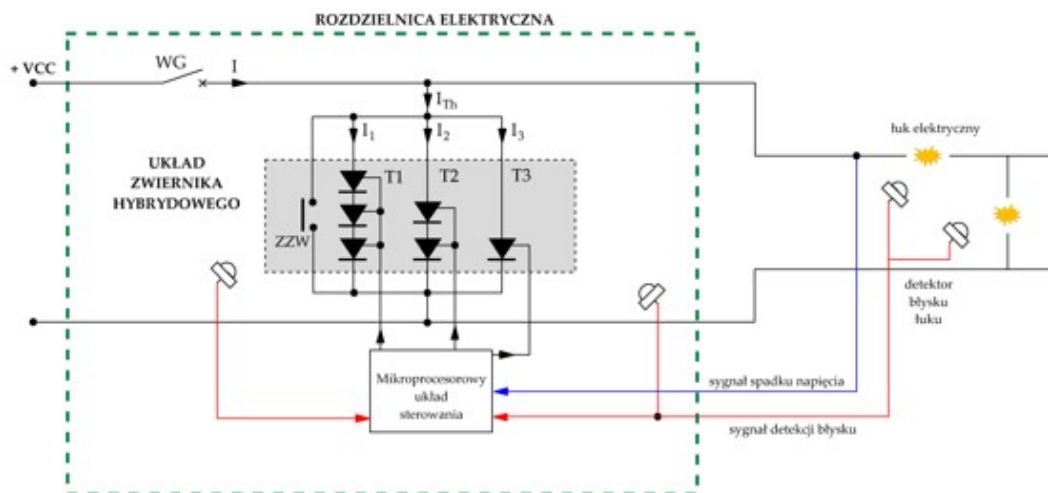 ROZDZIELNICA ELEKTRYCZNA
+ VCC
WG
I
I_Th
I₁
I₂
I₃
łuk elektryczny
UKŁAD
ZWIERNIKA
HYBRYDOWEGO
T1
T2
T3
ZZW
detektor
błysku
łuku
Mikroprocesorowy
układ
sterowania
sygnał spadku napięcia
sygnał detekcji błysku